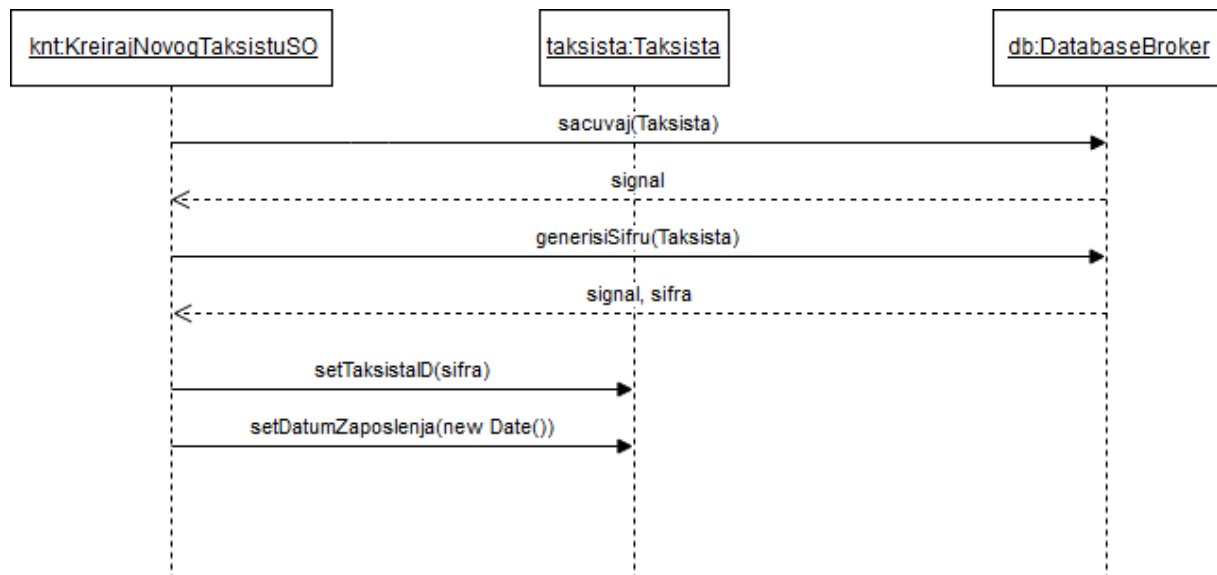 knt:KreirajNovogTaksistuSO
taksista:Taksista
db:DatabaseBroker
sacuvaj(Taksista)
signal
generisiSifru(Taksista)
signal, sifra
setTaksistaID(sifra)
setDatumZaposlenja(new Date())